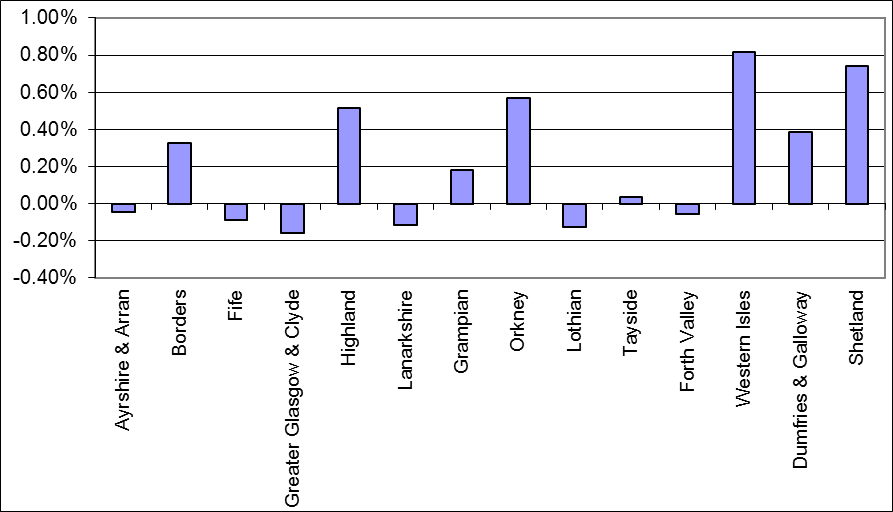 1.00%
0.80%
0.60%
0.40%
0.20%
0.00%
-0.20%
-0.40%
Ayrshire & Arran
Borders
Fife
Greater Glasgow & Clyde
Highland
Lanarkshire
Grampian
Orkney
Lothian
Tayside
Forth Valley
Western Isles
Dumfries & Galloway
Shetland